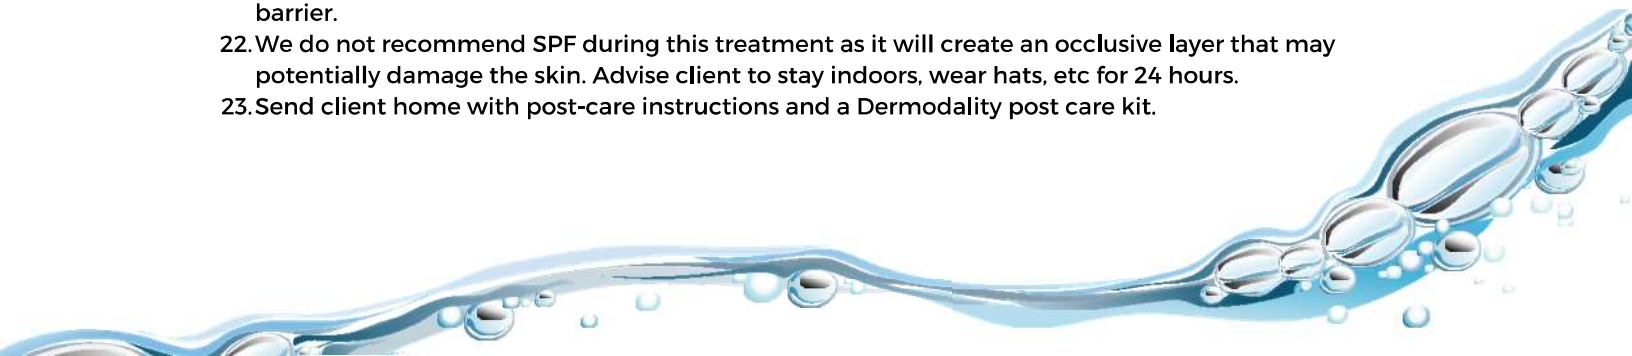 barrier.
22. We do not recommend SPF during this treatment as it will create an occlusive layer that may
potentially damage the skin. Advise client to stay indoors, wear hats, etc for 24 hours.
23. Send client home with post-care instructions and a Dermodality post care kit.